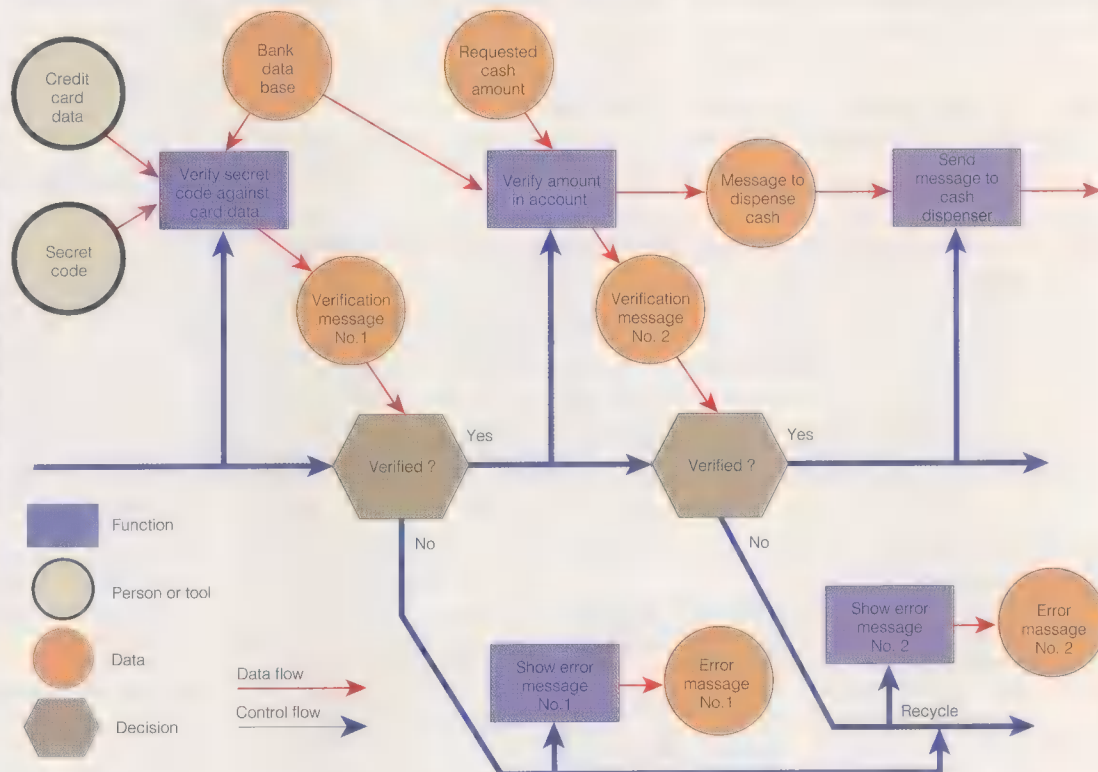 Credit
card
data
Bank
data
base
Requested
cash
amount
Verify secret
code against
card data
Verify amount
in account
Message to
dispense
cash
Send
message to
cash
dispenser
Secret
code
Verification
message
No.1
Verification
message
No. 2
Verified ?
Yes
Verified ?
Yes
No
No
Function
Person or tool
Data
Decision
Data flow
Control flow
Show error
message
No.1
Error
massage
No.1
Show error
message
No. 2
Error
massage
No. 2
Recycle